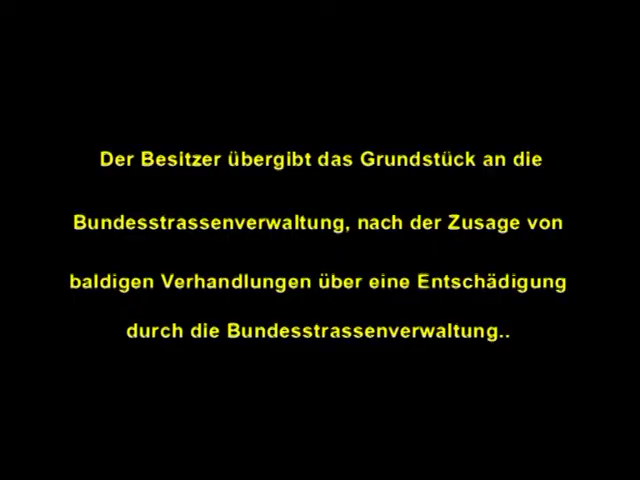 Der Besitzer übergibt das Grundstück an die
Bundesstrassenverwaltung, nach der Zusage von
baldigen Verhandlungen über eine Entschädigung
durch die Bundesstrassenverwaltung..